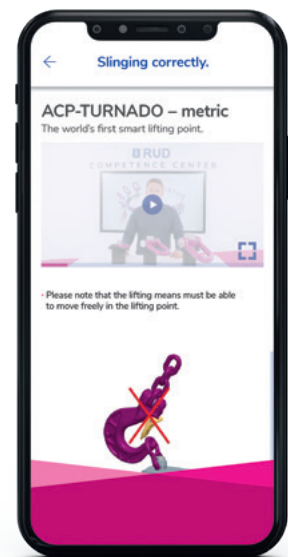 Slinging correctly.
ACP-TURNADO – metric
The world's first smart lifting point.
RUD
COMPETENCE CENTER
· Please note that the lifting means must be able
to move freely in the lifting point.